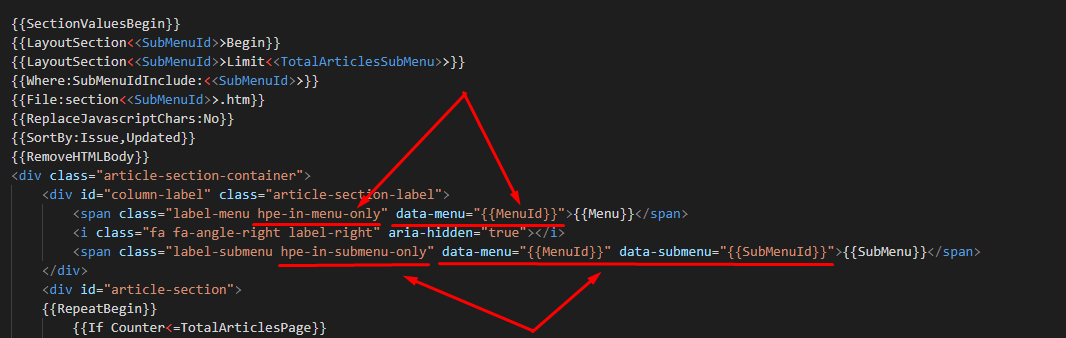 {{SectionValuesBegin}}
{{LayoutSection<<SubMenuId>>Begin}}
{{LayoutSection<<SubMenuId>>Limit<<TotalArticlesSubMenu>>}}
{{Where:SubMenuIdInclude:<<SubMenuId>>}}
{{File:section<<SubMenuId>>.htm}}
{{ReplaceJavascriptChars:No}}
{{SortBy:Issue,Updated}}
{{RemoveHTMLBody}}
<div class="article-section-container">
<div id="column-label" class="article-section-label">
<span class="label-menu hpe-in-menu-only" data-menu="{{MenuId}}">{{Menu}}</span>
<i class="fa fa-angle-right label-right" aria-hidden="true"></i>
<span class="label-submenu hpe-in-submenu-only" data-menu="{{MenuId}}" data-submenu="{{SubMenuId}}">{{SubMenu}}</span>
</div>
<div id="article-section">
{{RepeatBegin}}
{{If Counter<=TotalArticlesPage}}